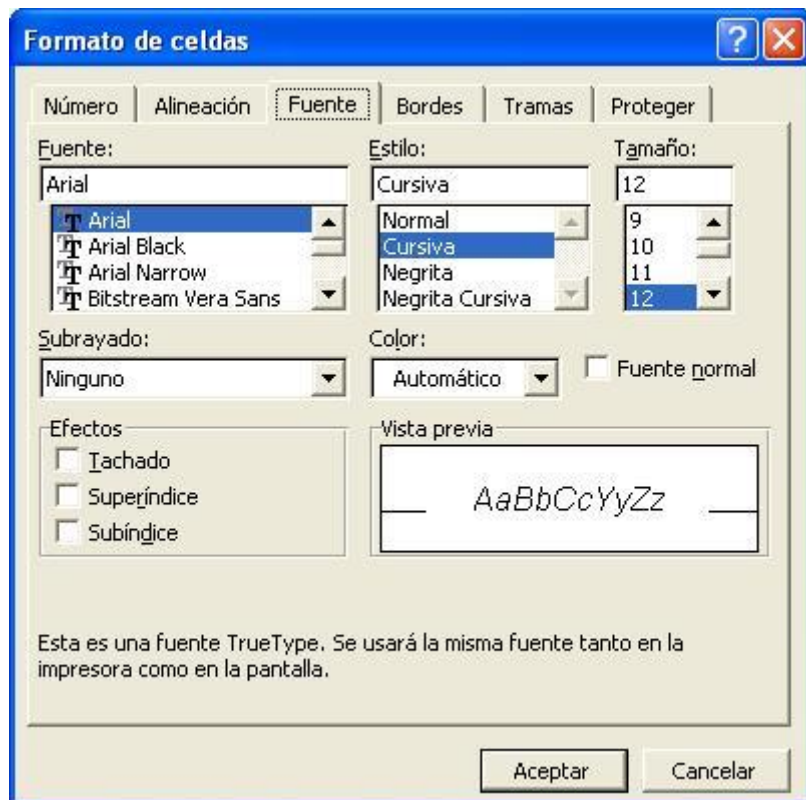 Formato de celdas
Número Alineación Fuente Bordes Tramas Proteger
Fuente: Estilo: Tamaño:
Arial Cursiva 12
Arial Normal 9
Arial Black Cursiva 10
Arial Narrow Negrita 11
Bitstream Vera Sans Negrita Cursiva 12
Subrayado: Color:
Ninguno Automático Fuente normal
Efectos Vista previa
Tachado
Superíndice AaBbCcYyZz
Subíndice
Esta es una fuente TrueType. Se usará la misma fuente tanto en la
impresora como en la pantalla.
Aceptar Cancelar